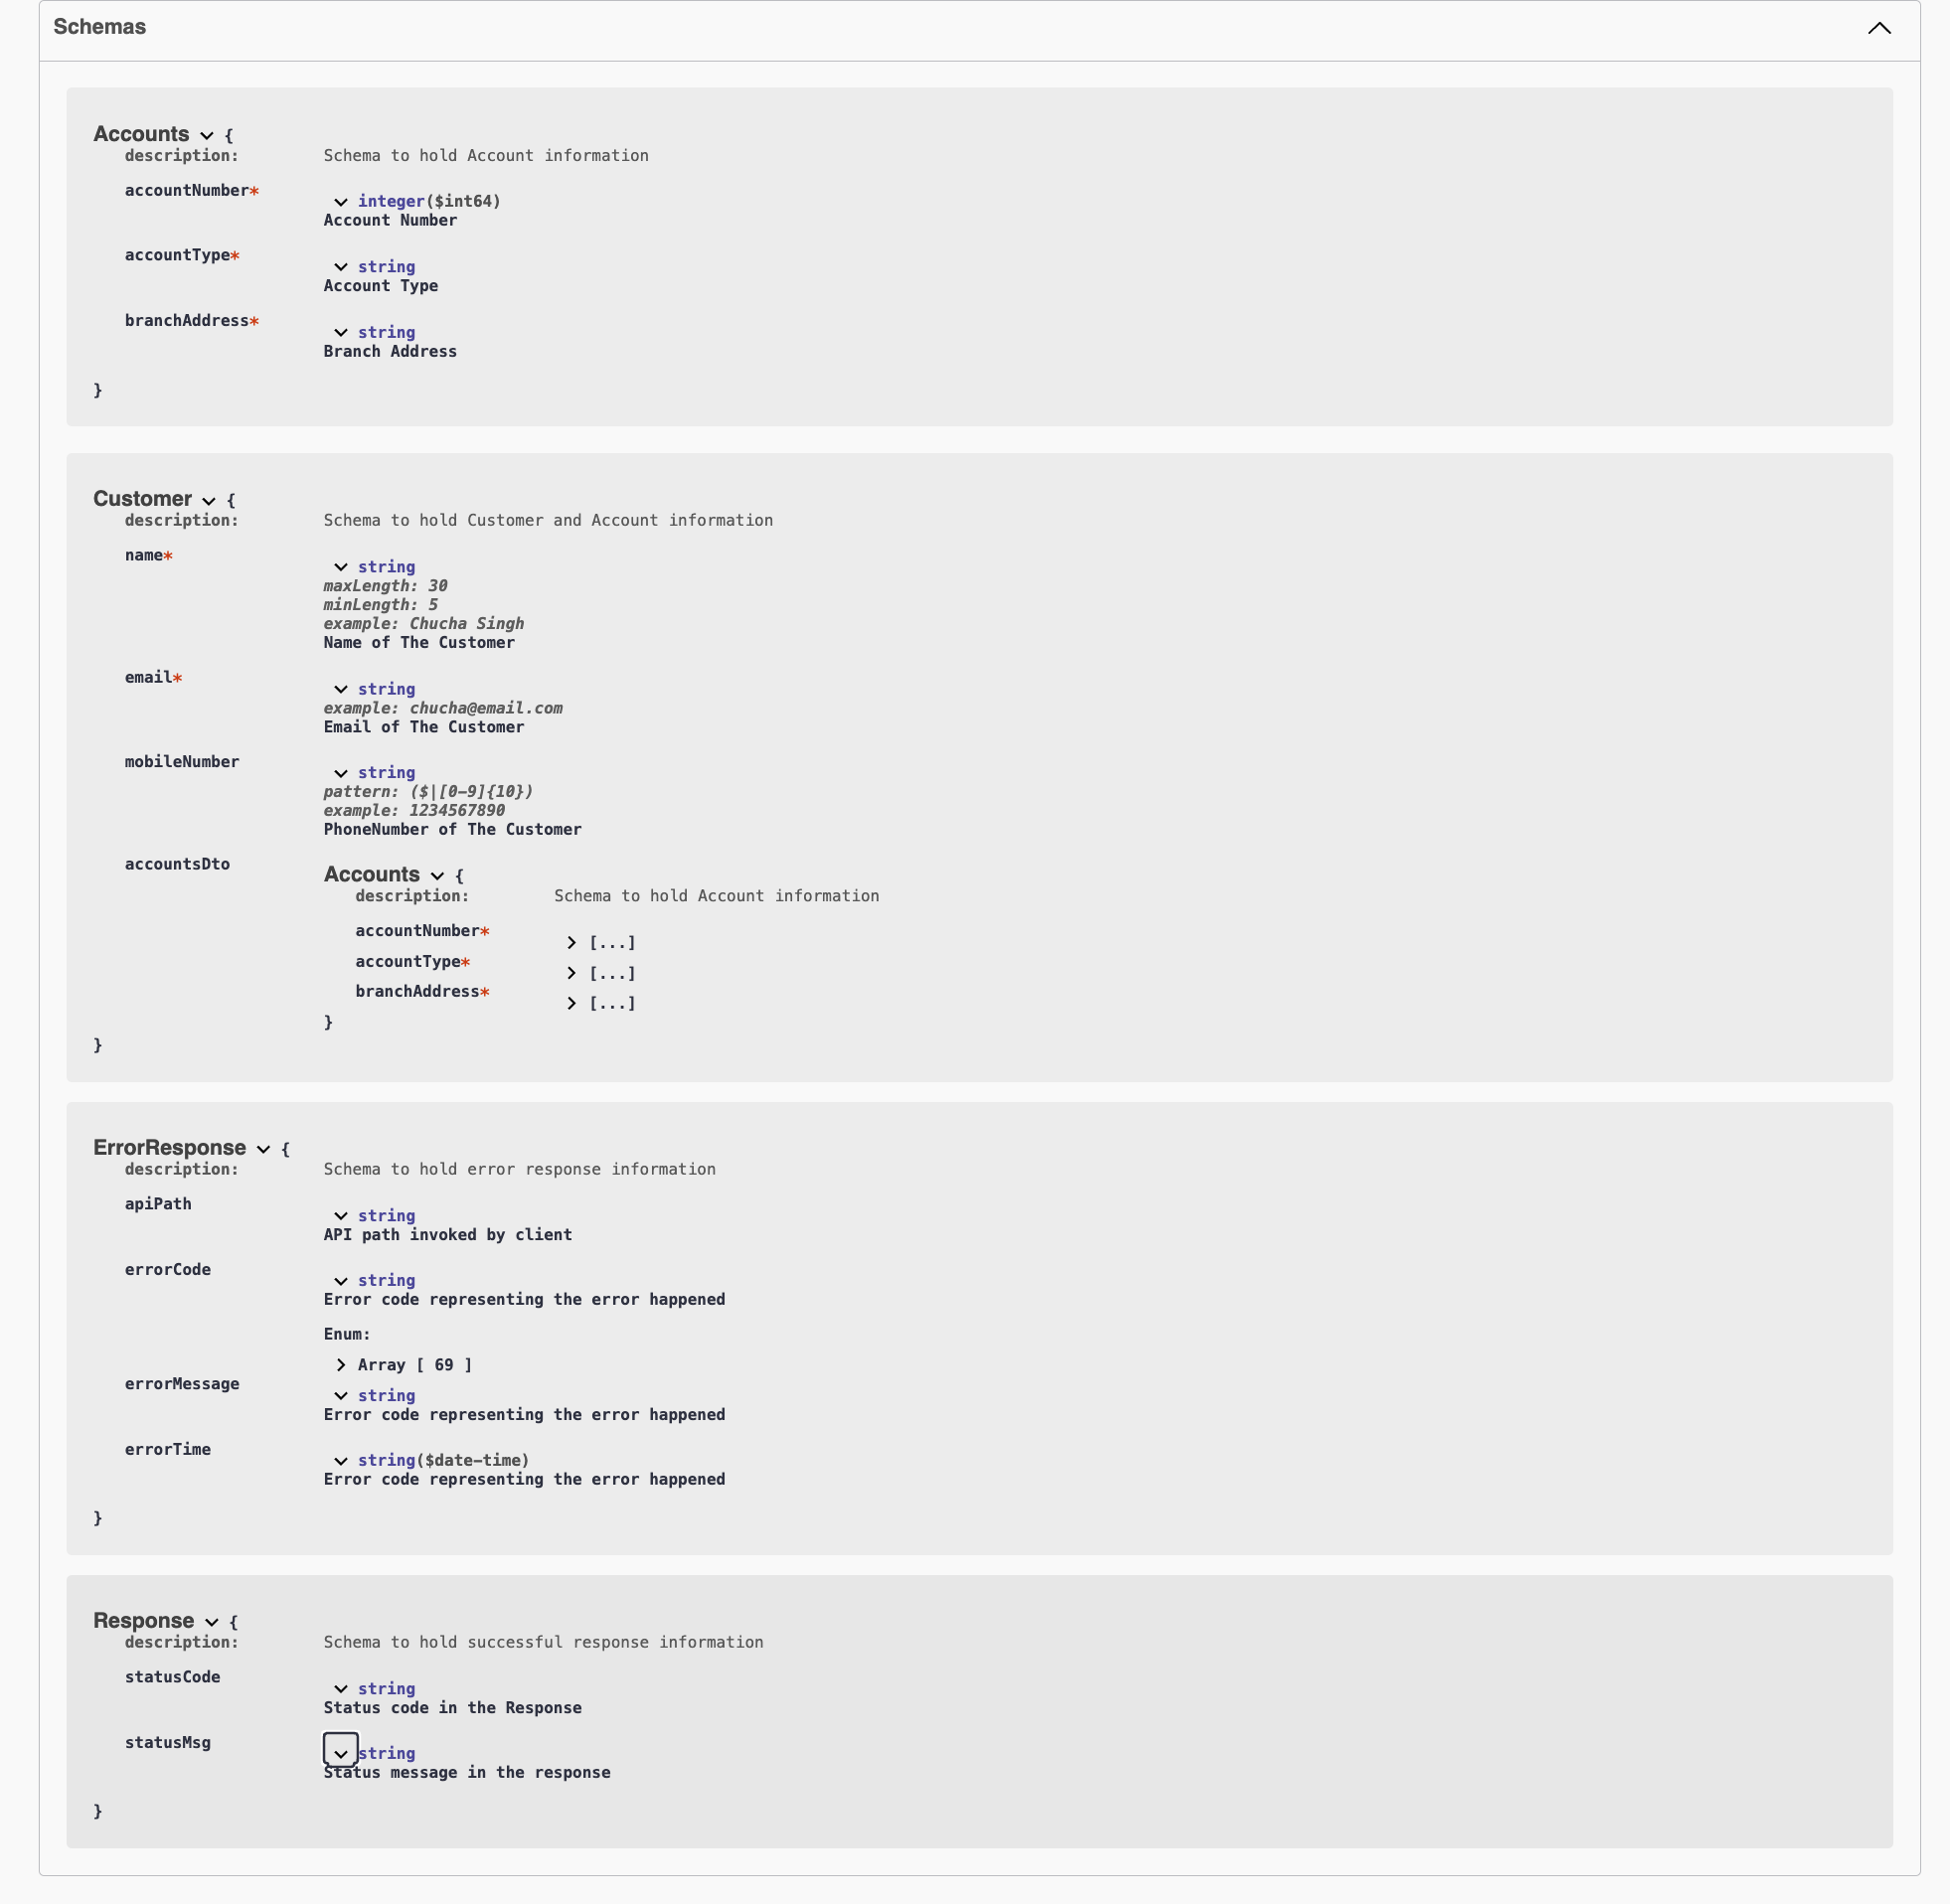 Schemas
Accounts {
description: Schema to hold Account information
accountNumber* integer($int64)
Account Number
accountType* string
Account Type
branchAddress* string
Branch Address
}
Customer {
description: Schema to hold Customer and Account information
name* string
maxLength: 30
minLength: 5
example: Chucha Singh
Name of The Customer
email* string
example: chucha@email.com
Email of The Customer
mobileNumber string
pattern: ($|[0-9]{10})
example: 1234567890
PhoneNumber of The Customer
accountsDto Accounts {
description: Schema to hold Account information
accountNumber* [...]
accountType* [...]
branchAddress* [...]
}
}
ErrorResponse {
description: Schema to hold error response information
apiPath string
API path invoked by client
errorCode string
Error code representing the error happened
Enum:
Array [ 69 ]
errorMessage string
Error code representing the error happened
errorTime string($date-time)
Error code representing the error happened
}
Response {
description: Schema to hold successful response information
statusCode string
Status code in the Response
statusMsg string
Status message in the response
}